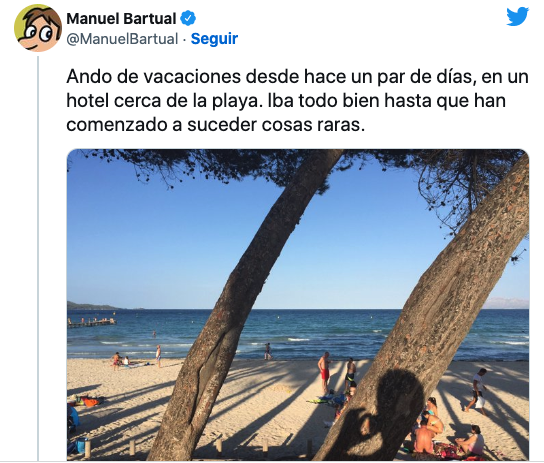 Manuel Bartual
@ManuelBartual · Seguir
Ando de vacaciones desde hace un par de días, en un
hotel cerca de la playa. Iba todo bien hasta que han
comenzado a suceder cosas raras.